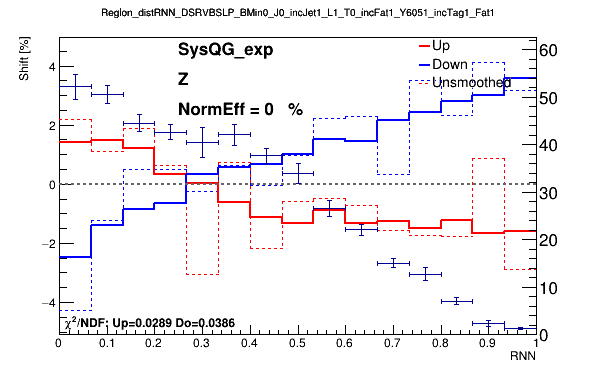 Region_distRNN_DSRVBSLP_BMin0_J0_incJet1_L1_T0_incFat1_Y6051_incTag1_Fat1
Shift [%]
SysQG_exp
Z
NormEff = 0 %
Up
Down
Unsmoothed
4
2
0
−2
−4
60
50
40
30
20
10
0
χ²/NDF: Up=0.0289 Do=0.0386
0 0.1 0.2 0.3 0.4 0.5 0.6 0.7 0.8 0.9 1
RNN